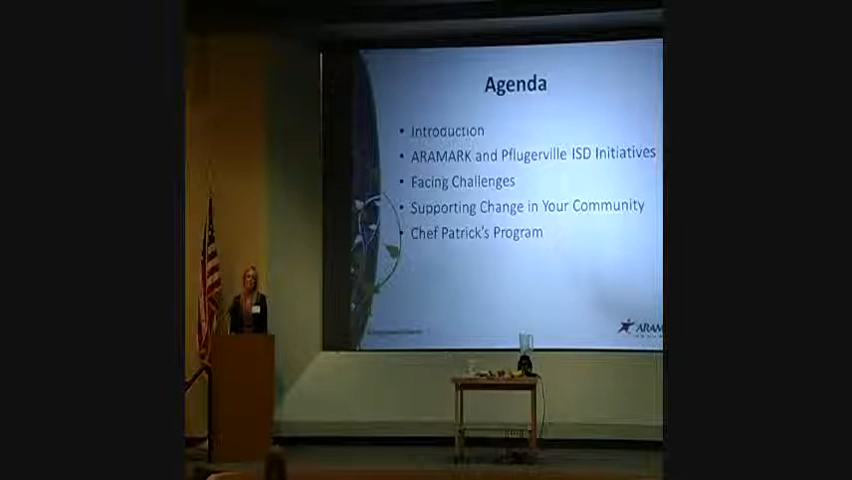 Agenda
• Introduction
• ARAMARK and Pflugerville ISD Initiatives
• Facing Challenges
• Supporting Change in Your Community
• Chef Patrick's Program
ARAM